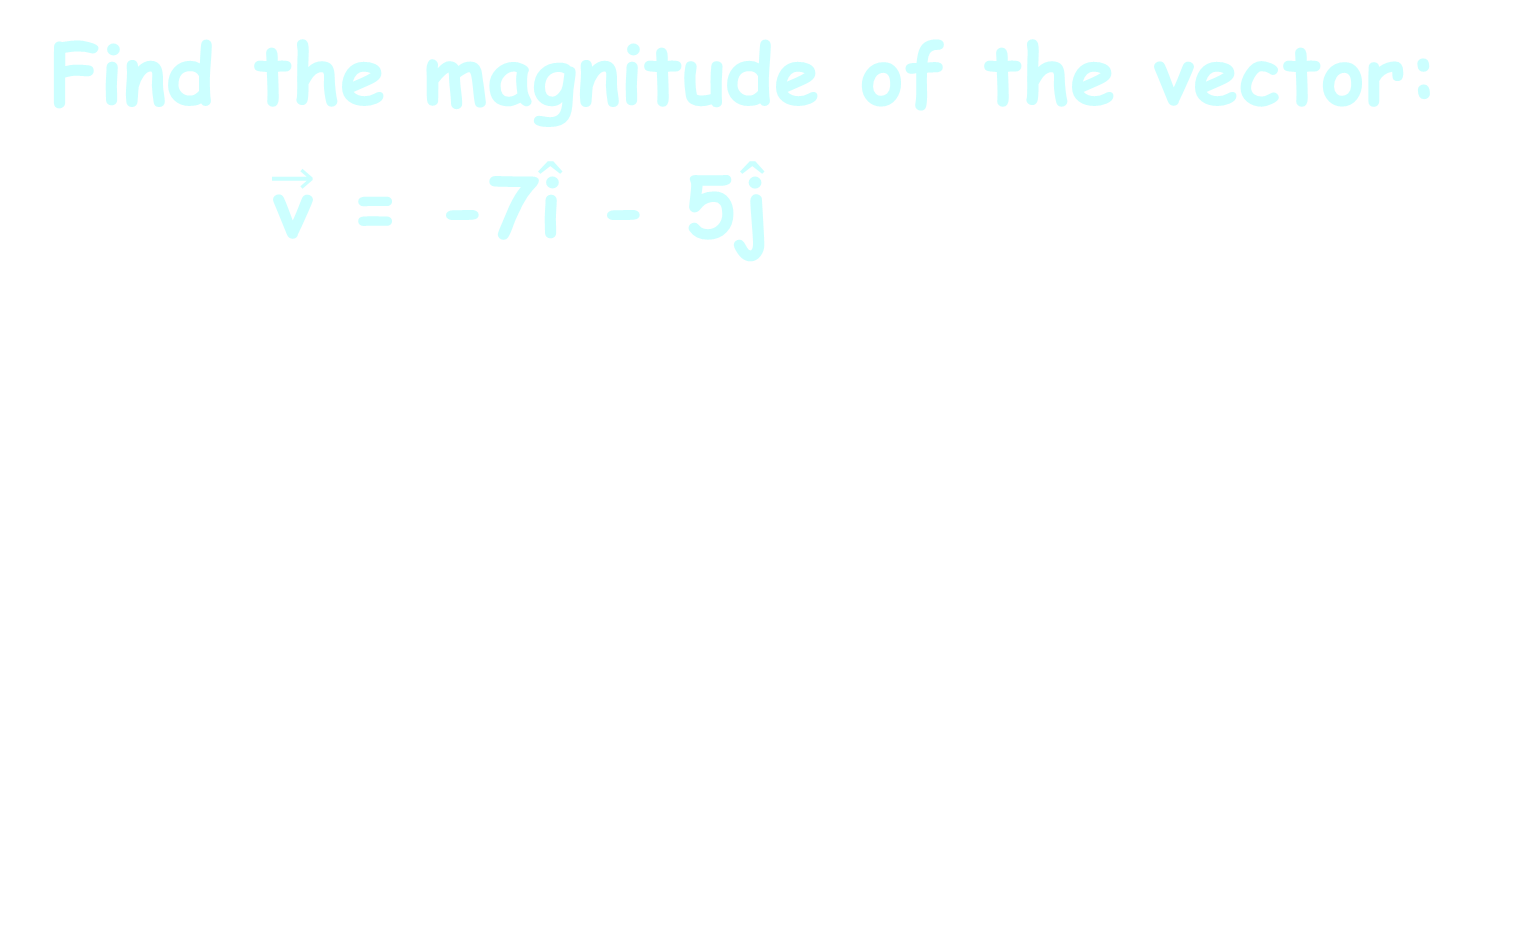 Find the magnitude of the vector:
v⃗ = -7î - 5ĵ